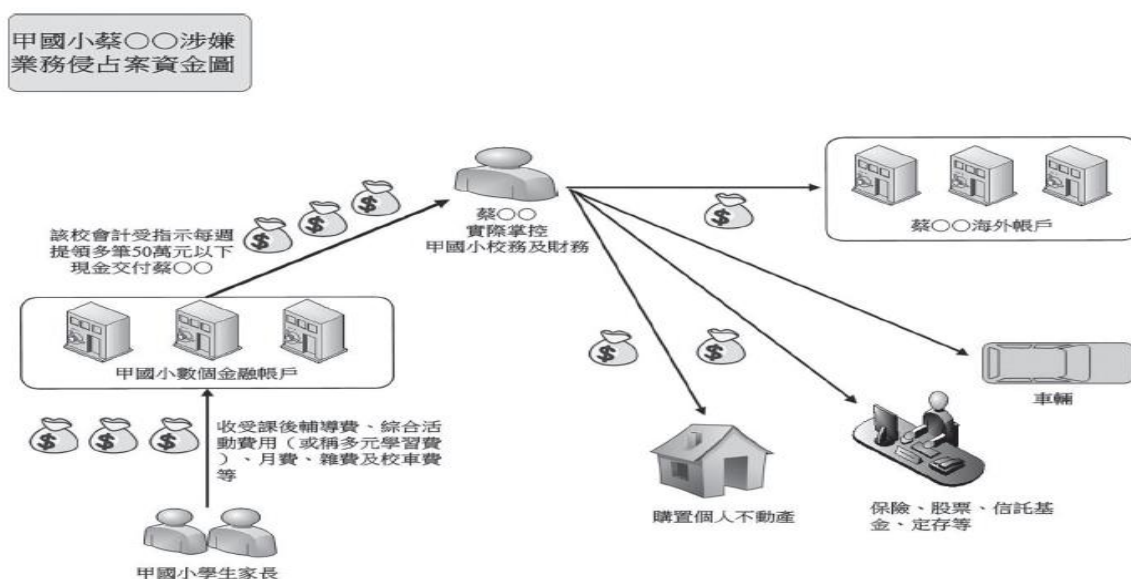 甲國小蔡○○涉嫌
業務侵占案資金圖
該校會計受指示每週
提領多筆50萬元以下
現金交付蔡○○
蔡○○
實際掌控
甲國小校務及財務
蔡○○海外帳戶
甲國小數個金融帳戶
收受課後輔導費、綜合活
動費用（或稱多元學習費
）、月費、雜費及校車費
等
甲國小學生家長
購置個人不動產
保險、股票、信託基
金、定存等
車輛